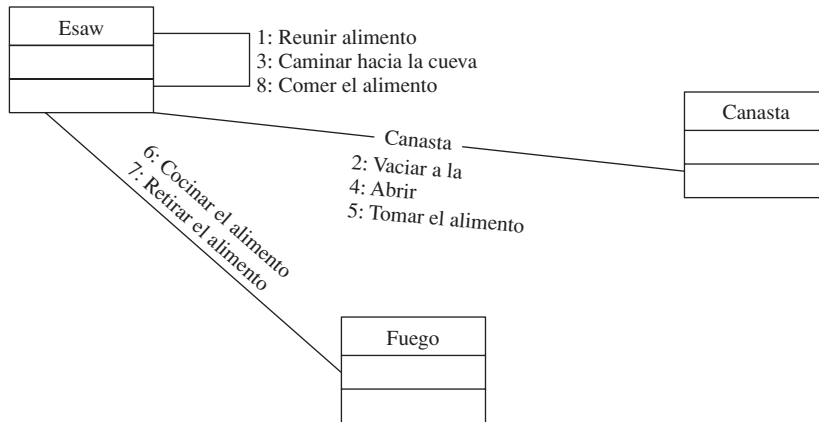 Esaw
1: Reunir alimento
3: Caminar hacia la cueva
8: Comer el alimento
Canasta
Canasta
2: Vaciar a la
4: Abrir
5: Tomar el alimento
6: Cocinar el alimento
7: Retirar el alimento
Fuego